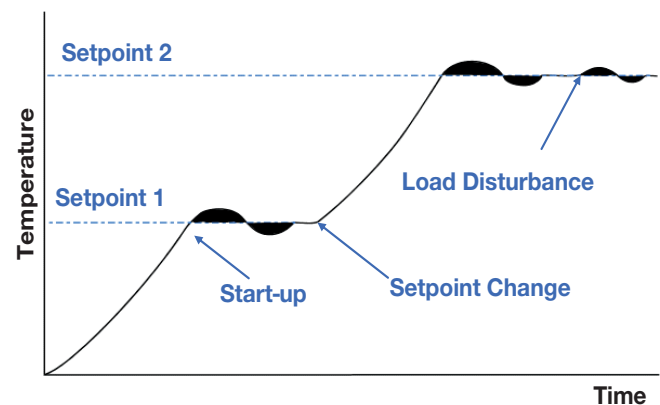 Setpoint 2
Temperature
Load Disturbance
Setpoint 1
Start-up
Setpoint Change
Time